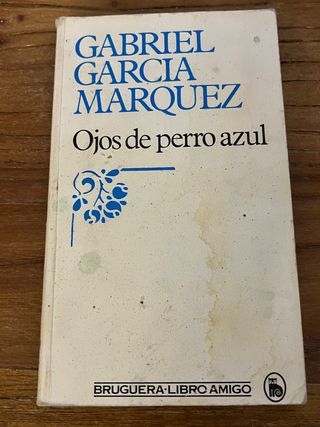 GABRIEL
GARCIA
MARQUEZ
Ojos de perro azul
BRUGUERA·LIBRO AMIGO